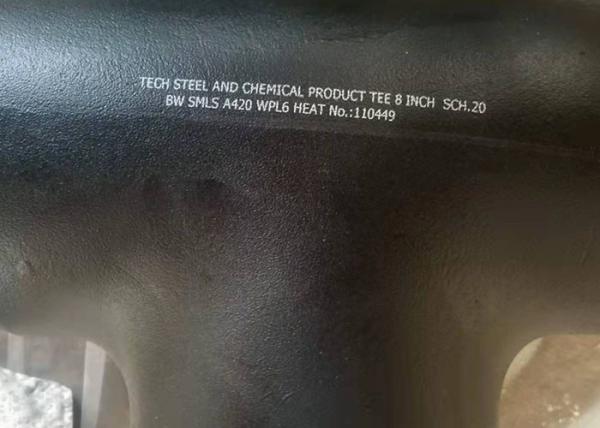 TECH STEEL AND CHEMICAL PRODUCT TEE 8 INCH SCH.20
BW SMLS A420 WPL6 HEAT No.:110449